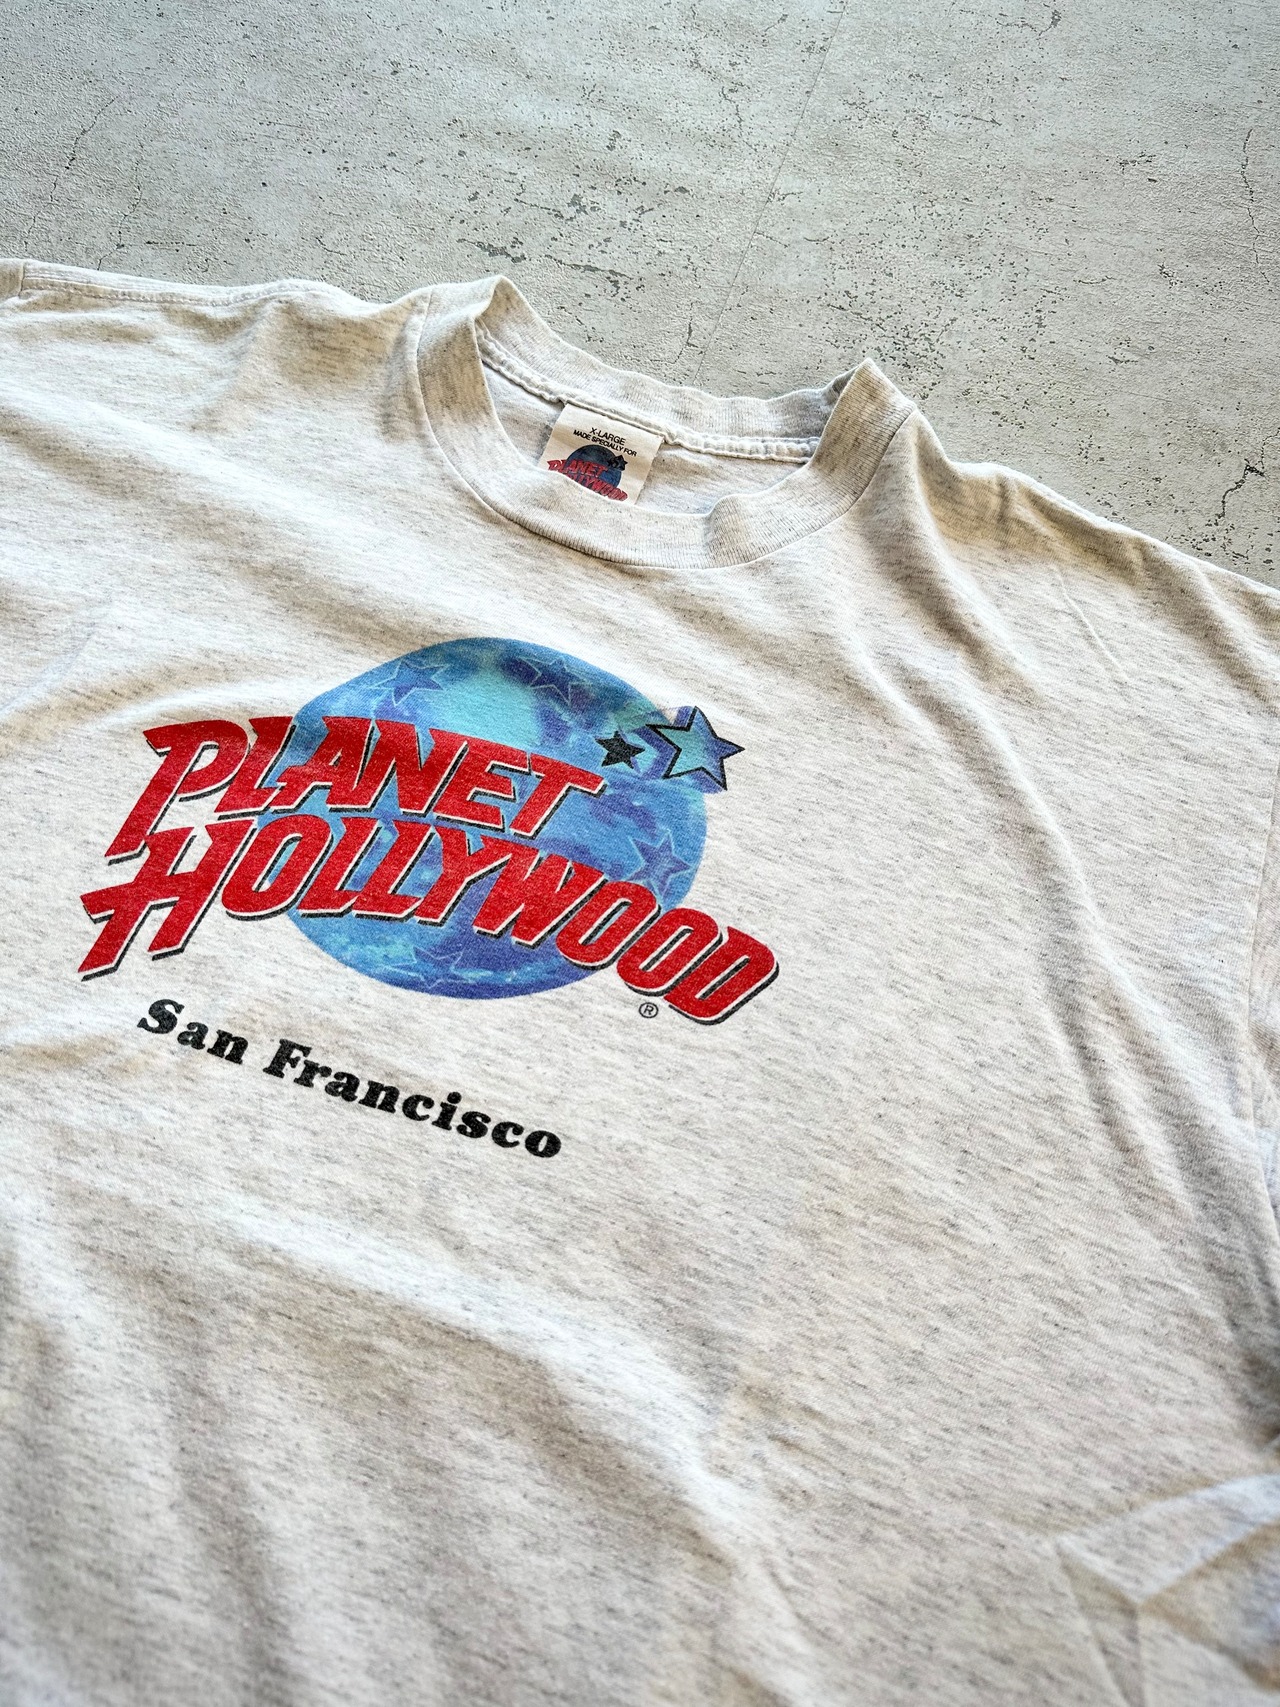 X-LARGE
MADE SPECIALLY FOR
PLANET
HOLLYWOOD
PLANET
HOLLYWOOD
®
San Francisco